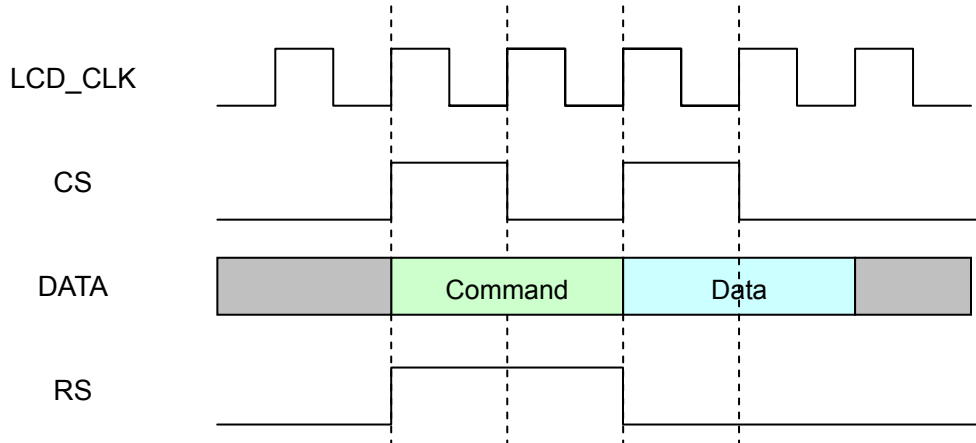 LCD_CLK
CS
DATA
Command
Data
RS